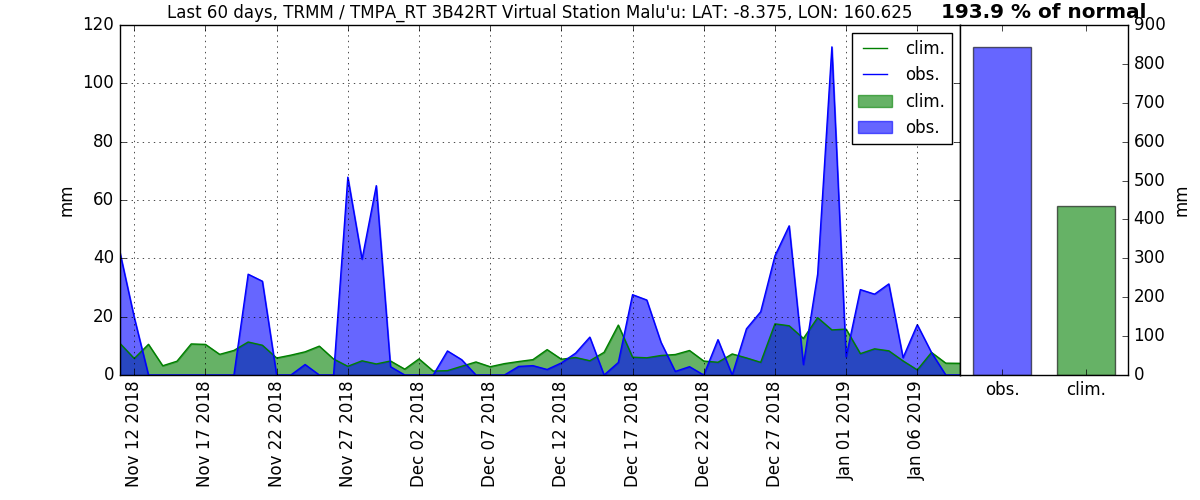 Last 60 days, TRMM / TMPA_RT 3B42RT Virtual Station Malu'u: LAT: -8.375, LON: 160.625
193.9 % of normal
120
100
80
60
40
20
0
mm
clim.
obs.
clim.
obs.
900
800
700
600
500
400
300
200
100
0
mm
Nov 12 2018
Nov 17 2018
Nov 22 2018
Nov 27 2018
Dec 02 2018
Dec 07 2018
Dec 12 2018
Dec 17 2018
Dec 22 2018
Dec 27 2018
Jan 01 2019
Jan 06 2019
obs.
clim.